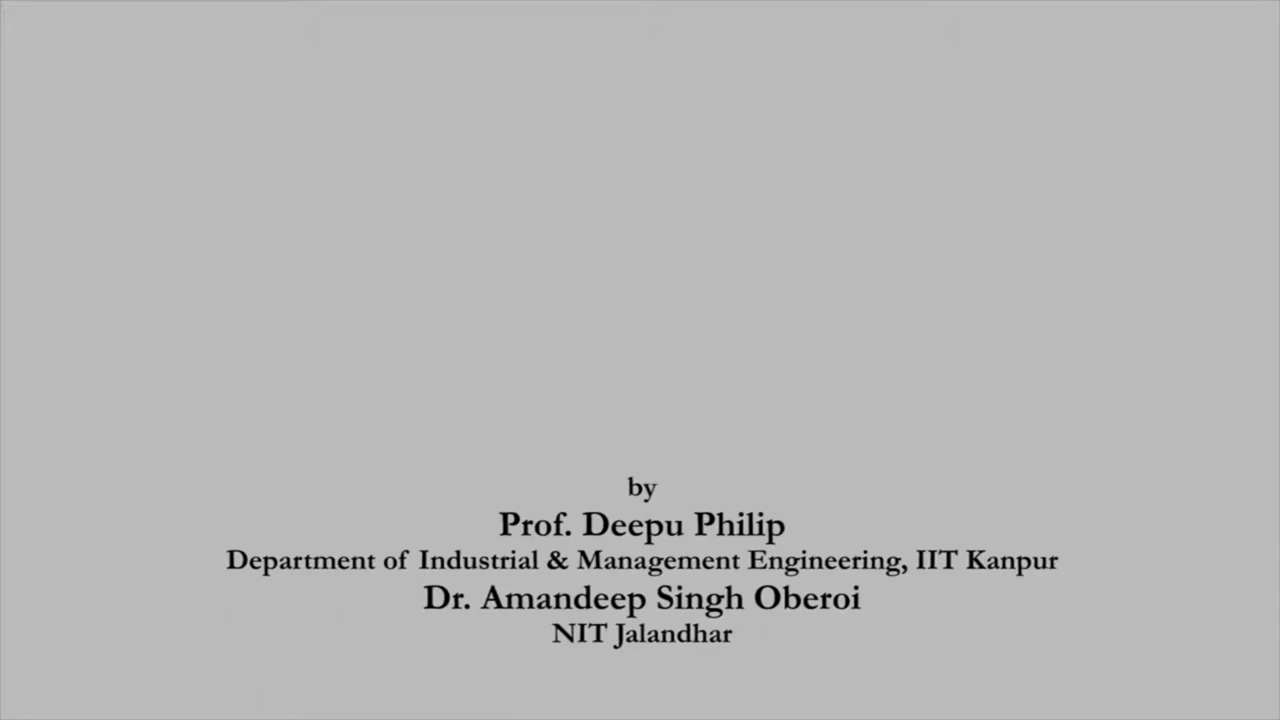 by
Prof. Deepu Philip
Department of Industrial & Management Engineering, IIT Kanpur
Dr. Amandeep Singh Oberoi
NIT Jalandhar